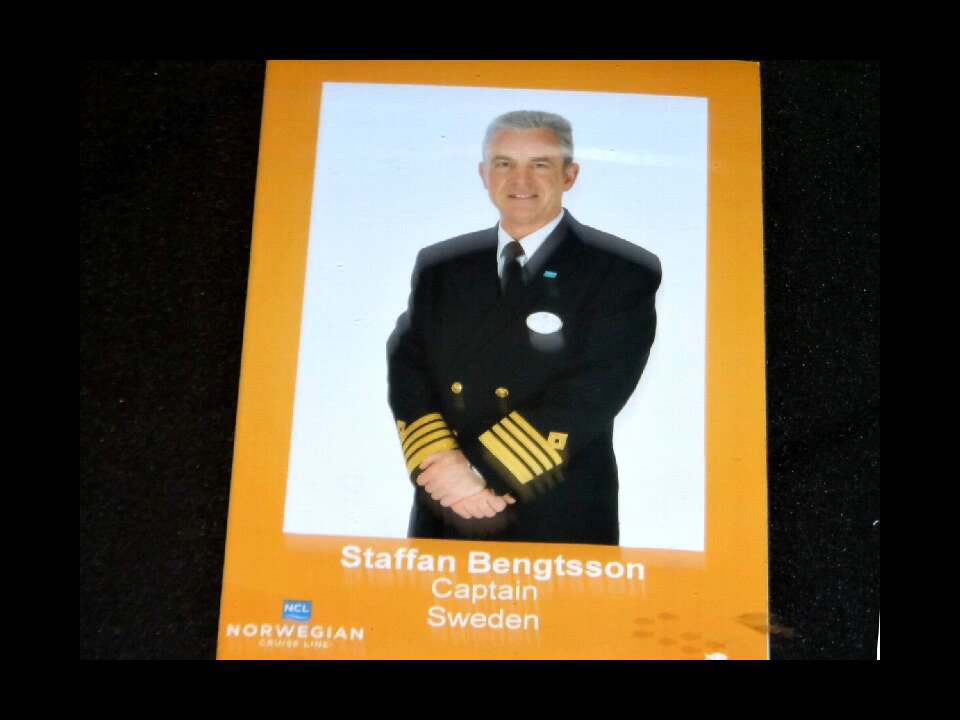 Staffan Bengtsson
Captain
Sweden
NCL
NORWEGIAN
CRUISE LINE